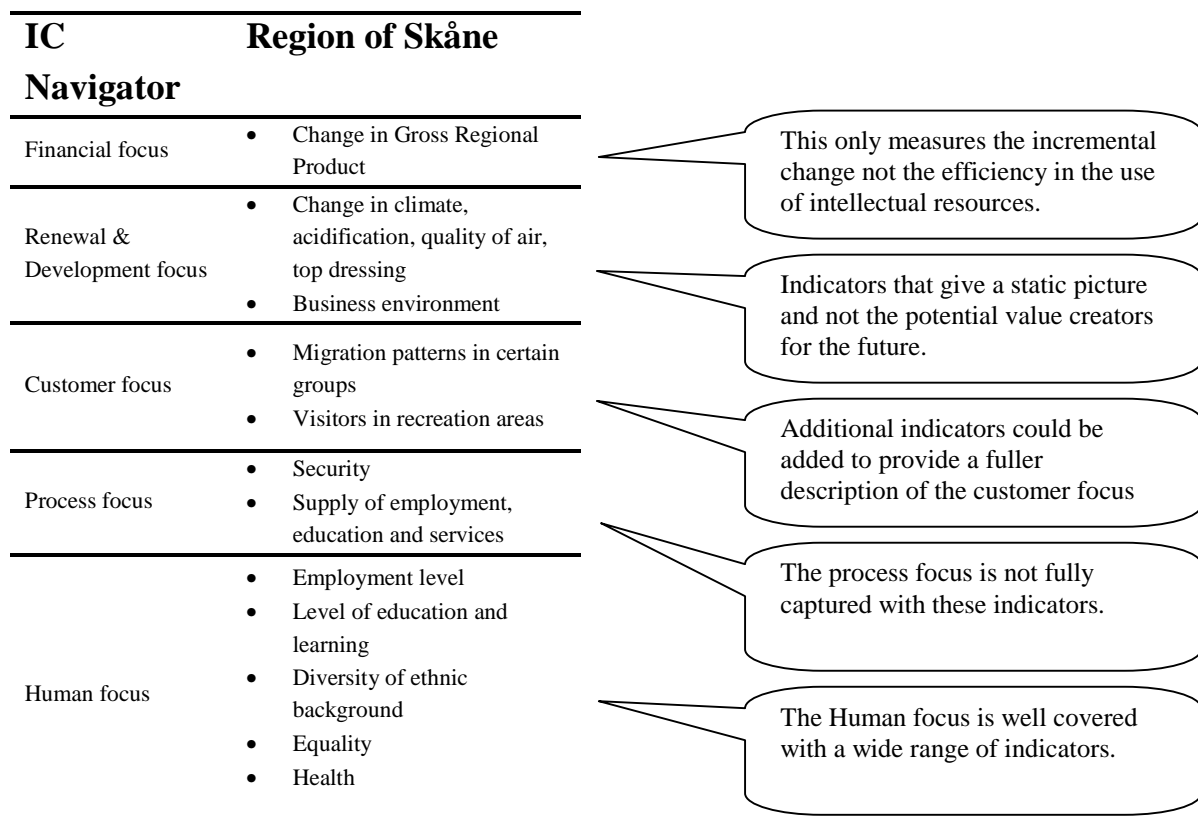 IC Region of Skåne
Navigator
Financial focus
• Change in Gross Regional
Product
This only measures the incremental
change not the efficiency in the use
of intellectual resources.
Renewal &
Development focus
• Change in climate,
acidification, quality of air,
top dressing
• Business environment
Indicators that give a static picture
and not the potential value creators
for the future.
Customer focus
• Migration patterns in certain
groups
• Visitors in recreation areas
Additional indicators could be
added to provide a fuller
description of the customer focus
Process focus
• Security
• Supply of employment,
education and services
The process focus is not fully
captured with these indicators.
Human focus
• Employment level
• Level of education and
learning
• Diversity of ethnic
background
• Equality
• Health
The Human focus is well covered
with a wide range of indicators.